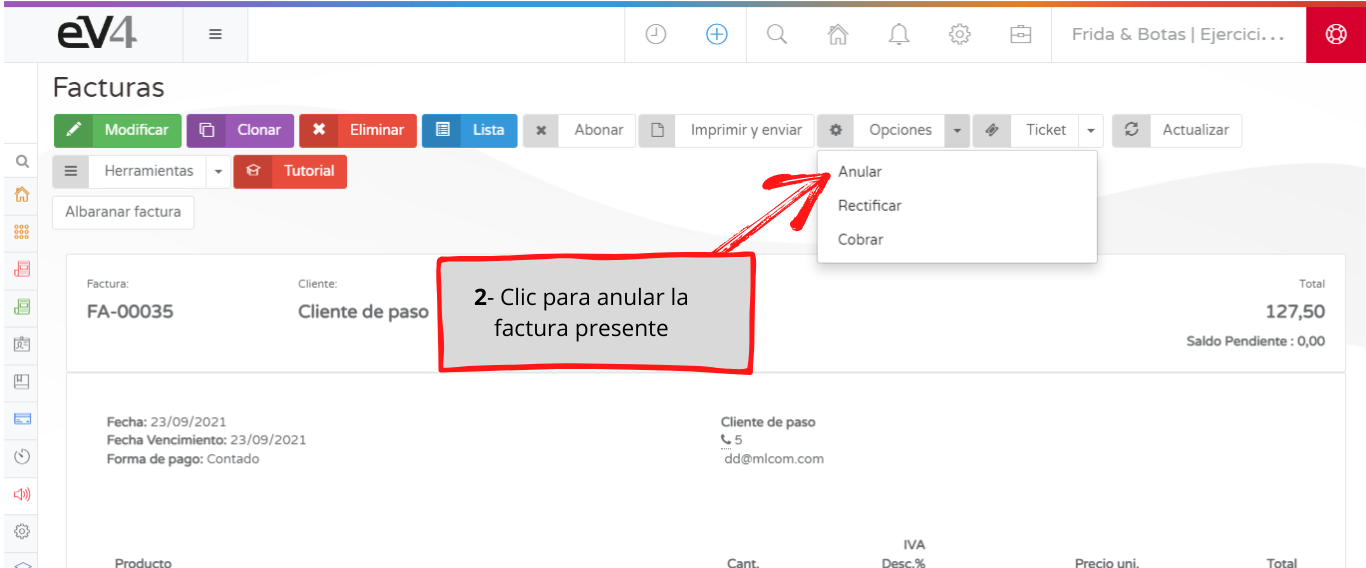 eV4
Frida & Botas | Ejercici...
Facturas
Modificar
Clonar
Eliminar
Lista
Abonar
Imprimir y enviar
Opciones
Ticket
Actualizar
Herramientas
Tutorial
Anular
Rectificar
Cobrar
Albaranar factura
Factura:
FA-00035
Cliente:
Cliente de paso
2- Clic para anular la
factura presente
Total
127,50
Saldo Pendiente : 0,00
Fecha: 23/09/2021
Fecha Vencimiento: 23/09/2021
Forma de pago: Contado
Cliente de paso
5
dd@mlcom.com
Producto
Cant.
IVA
Desc.%
Precio uni.
Total